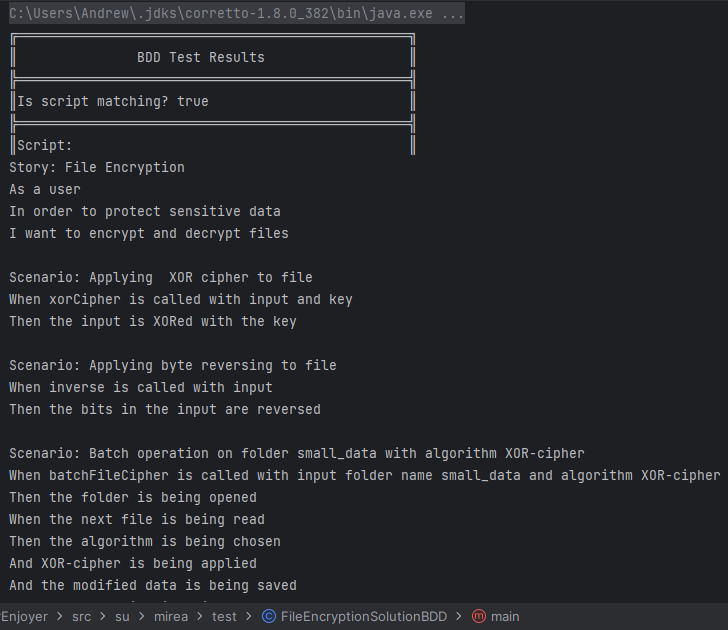 C:\Users\Andrew\.jdks\corretto-1.8.0_382\bin\java.exe ...
BDD Test Results
Is script matching? true
Script:
Story: File Encryption
As a user
In order to protect sensitive data
I want to encrypt and decrypt files
Scenario: Applying  XOR cipher to file
When xorCipher is called with input and key
Then the input is XORed with the key
Scenario: Applying byte reversing to file
When inverse is called with input
Then the bits in the input are reversed
Scenario: Batch operation on folder small_data with algorithm XOR-cipher
When batchFileCipher is called with input folder name small_data and algorithm XOR-cipher
Then the folder is being opened
When the next file is being read
Then the algorithm is being chosen
And XOR-cipher is being applied
And the modified data is being saved
Enjoyer > src > su > mirea > test > FileEncryptionSolutionBDD > main